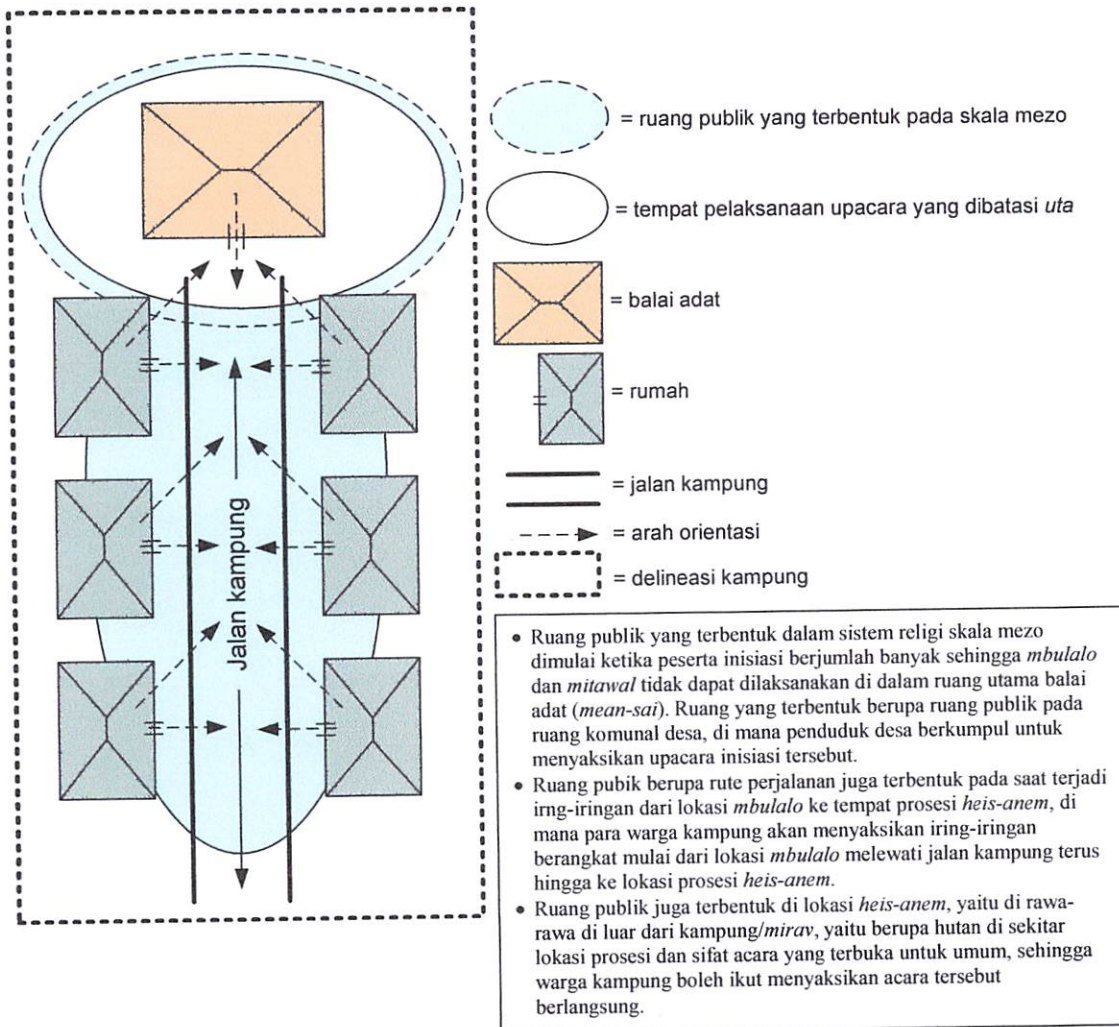 Jalan kampung
= ruang publik yang terbentuk pada skala mezo
= tempat pelaksanaan upacara yang dibatasi uta
= balai adat
= rumah
= jalan kampung
= arah orientasi
= delineasi kampung
• Ruang publik yang terbentuk dalam sistem religi skala mezo
dimulai ketika peserta inisiasi berjumlah banyak sehingga mbulalo
dan mitawal tidak dapat dilaksanakan di dalam ruang utama balai
adat (mean-sai). Ruang yang terbentuk berupa ruang publik pada
ruang komunal desa, di mana penduduk desa berkumpul untuk
menyaksikan upacara inisiasi tersebut.
• Ruang pubik berupa rute perjalanan juga terbentuk pada saat terjadi
irng-iringan dari lokasi mbulalo ke tempat prosesi heis-anem, di
mana para warga kampung akan menyaksikan iring-iringan
berangkat mulai dari lokasi mbulalo melewati jalan kampung terus
hingga ke lokasi prosesi heis-anem.
• Ruang publik juga terbentuk di lokasi heis-anem, yaitu di rawa-
rawa di luar dari kampung/mirav, yaitu berupa hutan di sekitar
lokasi prosesi dan sifat acara yang terbuka untuk umum, sehingga
warga kampung boleh ikut menyaksikan acara tersebut
berlangsung.